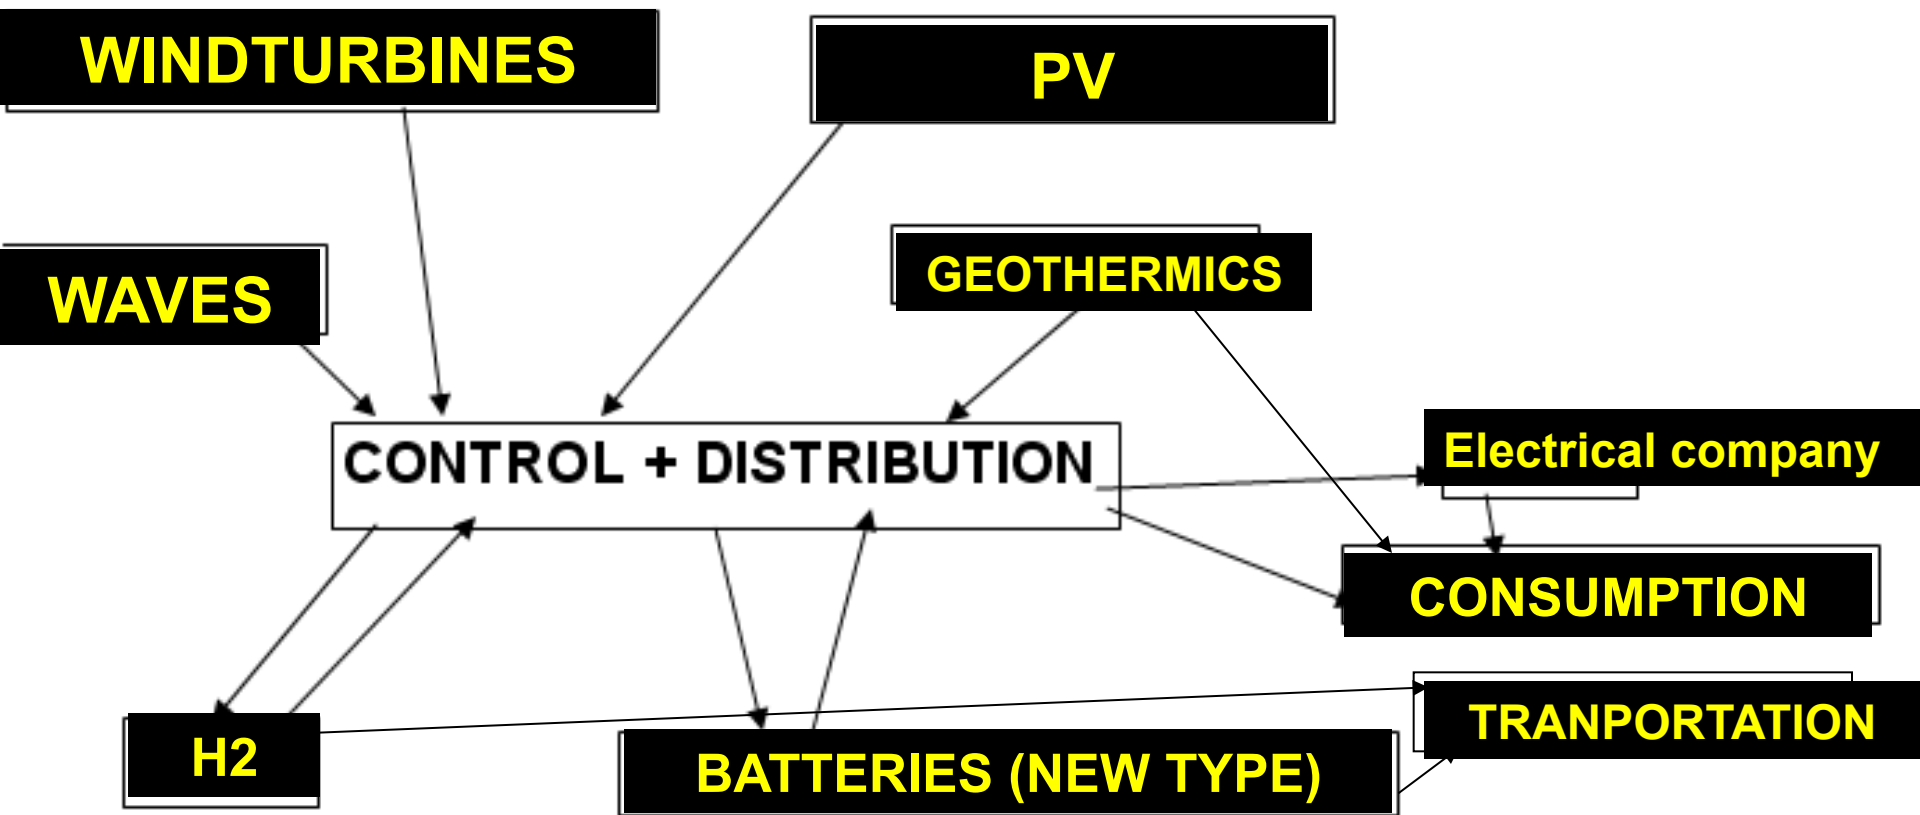 WINDTURBINES
PV
WAVES
GEOTHERMICS
CONTROL + DISTRIBUTION
Electrical company
CONSUMPTION
TRANPORTATION
H2
BATTERIES (NEW TYPE)